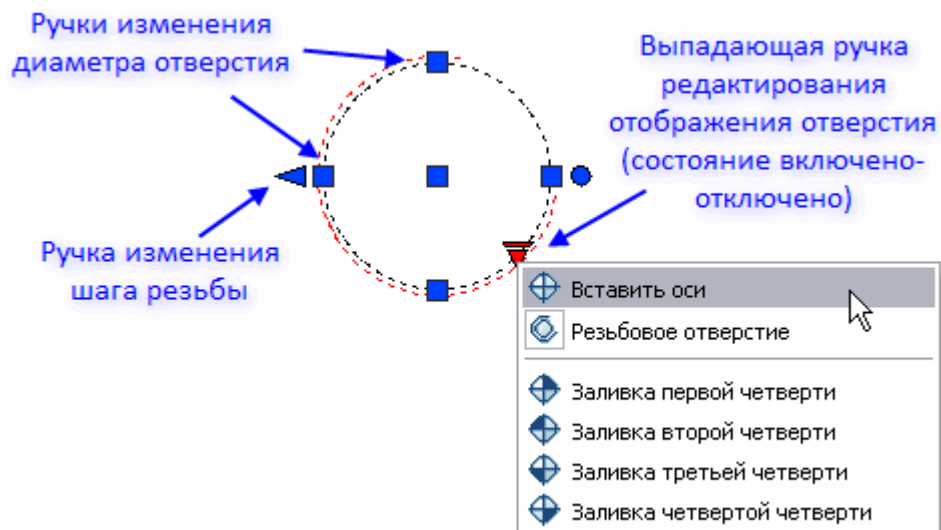 Ручки изменения
диаметра отверстия
Выпадающая ручка
редактирования
отображения отверстия
(состояние включено-
отключено)
Ручка изменения
шага резьбы
Вставить оси
Резьбовое отверстие
Заливка первой четверти
Заливка второй четверти
Заливка третьей четверти
Заливка четвертой четверти